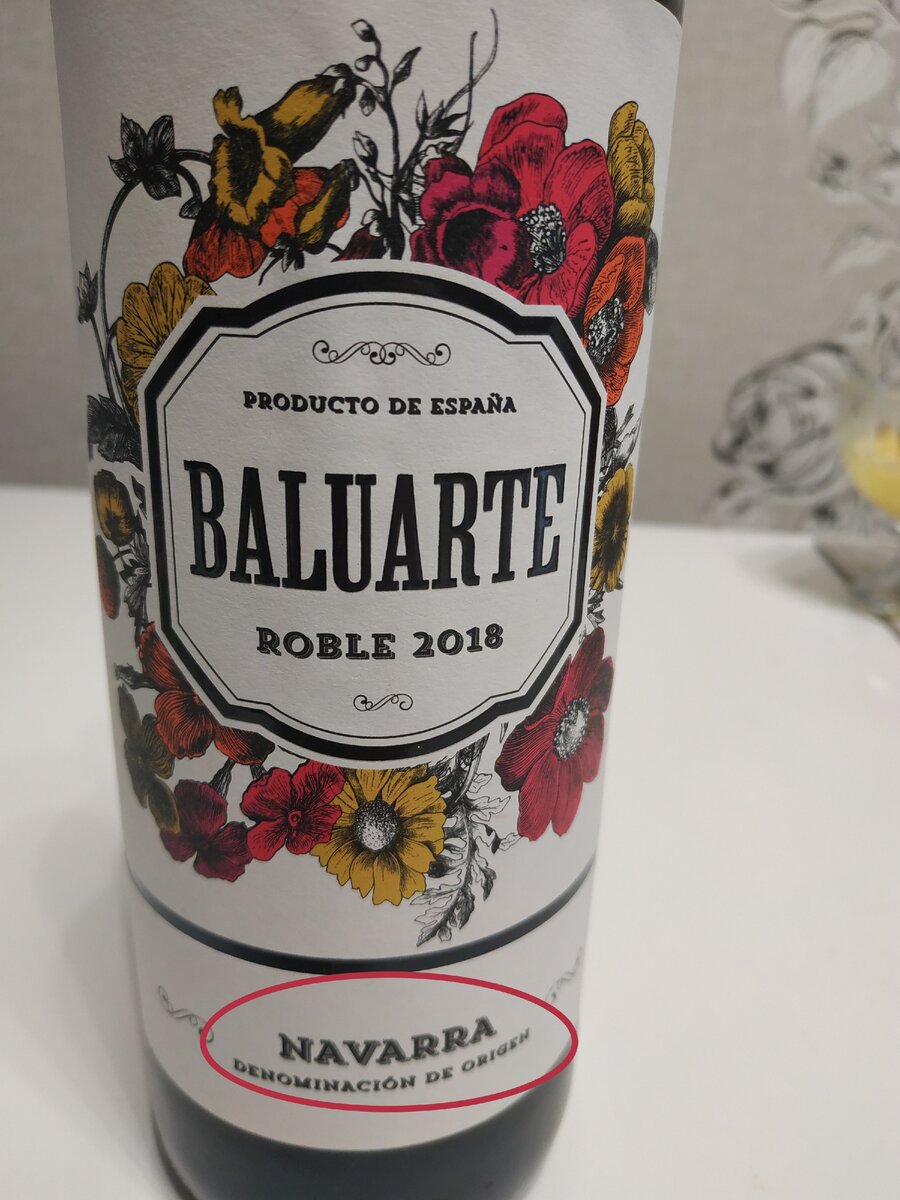 PRODUCTO DE ESPAÑA
BALUARTE
ROBLE 2018
NAVARRA
DENOMINACIÓN DE ORIGEN